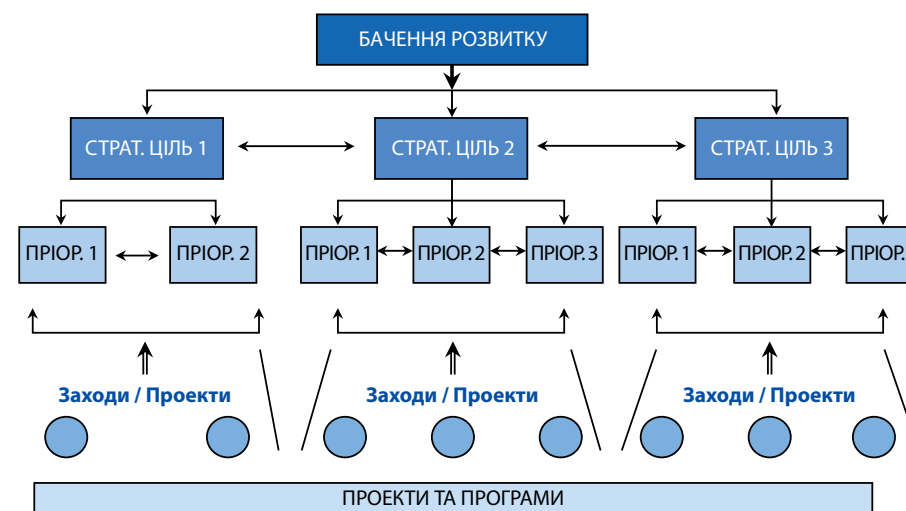 БАЧЕННЯ РОЗВИТКУ
СТРАТ. ЦІЛЬ 1
СТРАТ. ЦІЛЬ 2
СТРАТ. ЦІЛЬ 3
ПРІОР. 1
ПРІОР. 2
ПРІОР. 1
ПРІОР. 2
ПРІОР. 3
ПРІОР. 1
ПРІОР. 2
ПРІОР.
Заходи / Проекти
Заходи / Проекти
Заходи / Проекти
ПРОЕКТИ ТА ПРОГРАМИ